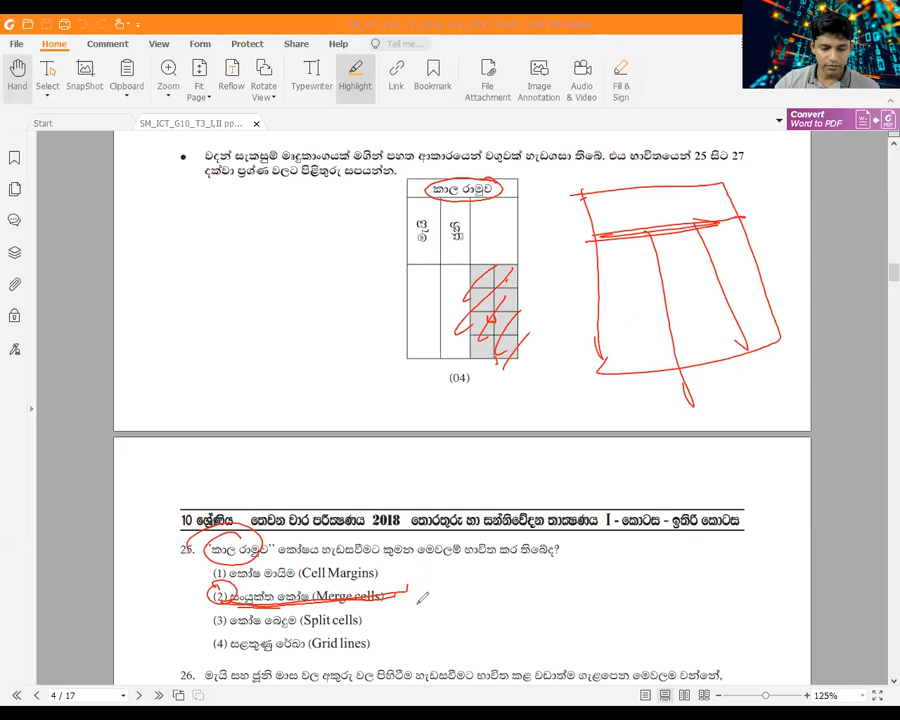 File Home Comment View Form Protect Share Help Tell me...
Hand Select SnapShot Clipboard Zoom Fit Page Reflow Rotate View Typewriter Highlight Link Bookmark File Attachment Image Annotation Audio & Video Fill & Sign
Start SM_ICT_G10_T3_I,II pp... Convert Word to PDF
• වදන් සැකසුම් මෘදුකාංගයක් මගින් පහත ආකාරයෙන් වගුවක් හැඩගසා තිබේ. එය භාවිතයෙන් 25 සිට 27
දක්වා ප්‍රශ්ණ වලට පිළිතුරු සපයන්න.
කාල රාමුව
මැයි ජූනි
(04)
10 ශ්‍රේණිය තෙවන වාර පරීක්‍ෂණය 2018 තොරතුරු හා සන්නිවේදන තාක්‍ෂණය I - කොටස - ඉතිරි කොටස
25. "කාල රාමුව" කෝෂය හැඩසවීමට කුමන මෙවලම් භාවිත කර තිබේද?
(1) කෝෂ මායිම (Cell Margins)
(2) සංයුක්ත කෝෂ (Merge cells)
(3) කෝෂ බෙදුම (Split cells)
(4) සළකුණු රේඛා (Grid lines)
26. මැයි සහ ජූනි මාස වල අකුරු වල පිහිටීම හැඩසවීමට භාවිත කළ වඩාත්ම ගැළපෙන මෙවලම වන්නේ,
4 / 17 125%